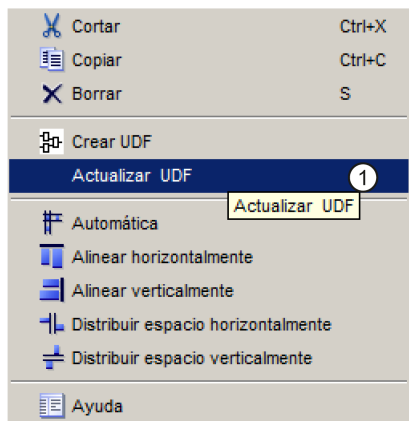 Cortar Ctrl+X
Copiar Ctrl+C
Borrar S
Crear UDF
Actualizar UDF 1
Actualizar UDF
Automática
Alinear horizontalmente
Alinear verticalmente
Distribuir espacio horizontalmente
Distribuir espacio verticalmente
Ayuda